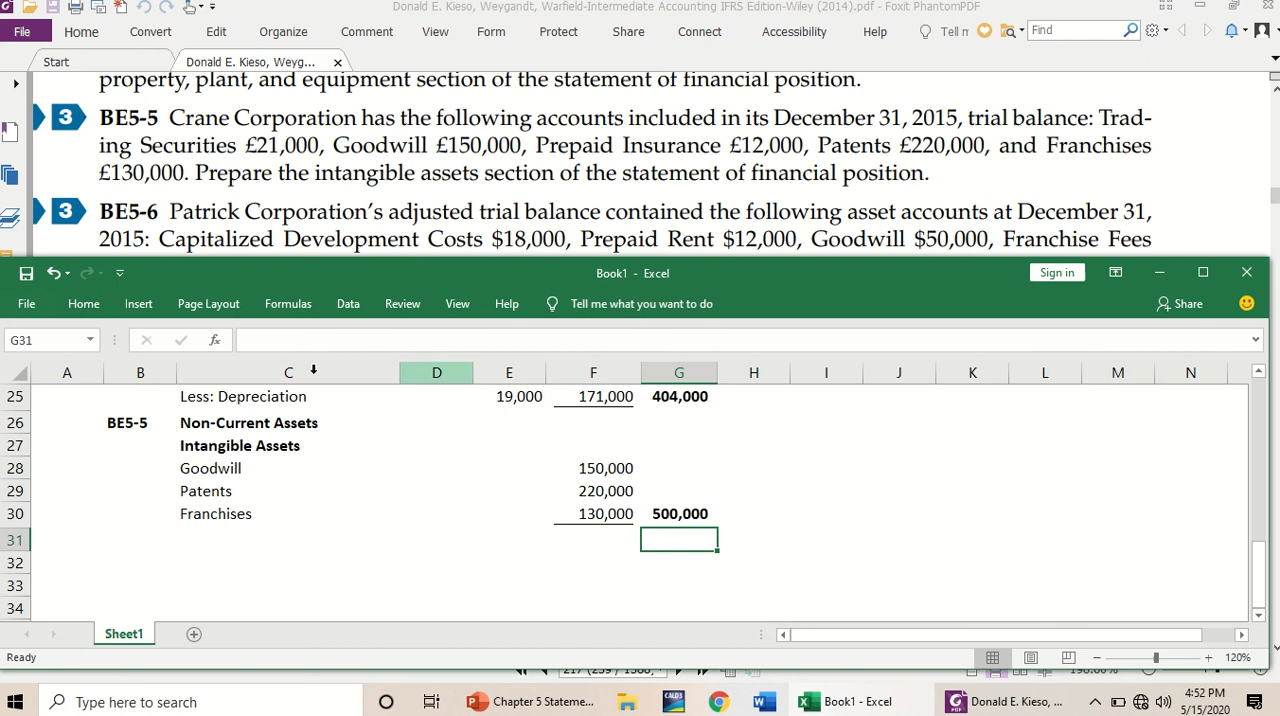 Donald E. Kieso, Weygandt, Warfield-Intermediate Accounting IFRS Edition-Wiley (2014).pdf - Foxit PhantomPDF
File Home Convert Edit Organize Comment View Form Protect Share Connect Accessibility Help Tell n Find
Start Donald E. Kieso, Weyg... ×
property, plant, and equipment section of the statement of financial position.
3 BE5-5 Crane Corporation has the following accounts included in its December 31, 2015, trial balance: Trad-
ing Securities £21,000, Goodwill £150,000, Prepaid Insurance £12,000, Patents £220,000, and Franchises
£130,000. Prepare the intangible assets section of the statement of financial position.
3 BE5-6 Patrick Corporation's adjusted trial balance contained the following asset accounts at December 31,
2015: Capitalized Development Costs $18,000, Prepaid Rent $12,000, Goodwill $50,000, Franchise Fees
Book1 - Excel Sign in
File Home Insert Page Layout Formulas Data Review View Help Tell me what you want to do Share
G31 fx
A B C D E F G H I J K L M N
25 Less: Depreciation 19,000 171,000 404,000
26 BE5-5 Non-Current Assets
27 Intangible Assets
28 Goodwill 150,000
29 Patents 220,000
30 Franchises 130,000 500,000
31
32
33
34
Sheet1
Ready 120%
Type here to search Chapter 5 Stateme... Book1 - Excel Donald E. Kieso, ... 4:52 PM
5/15/2020